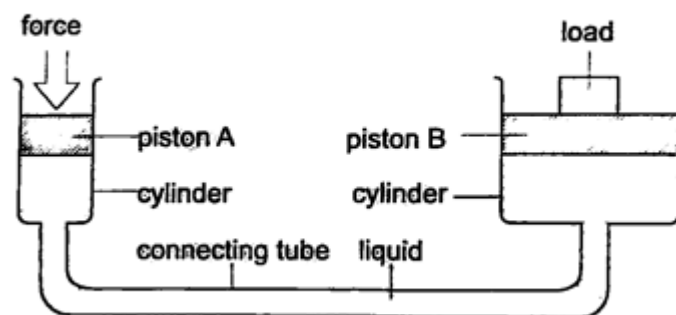 force
load
piston A
piston B
cylinder
cylinder
connecting tube
liquid